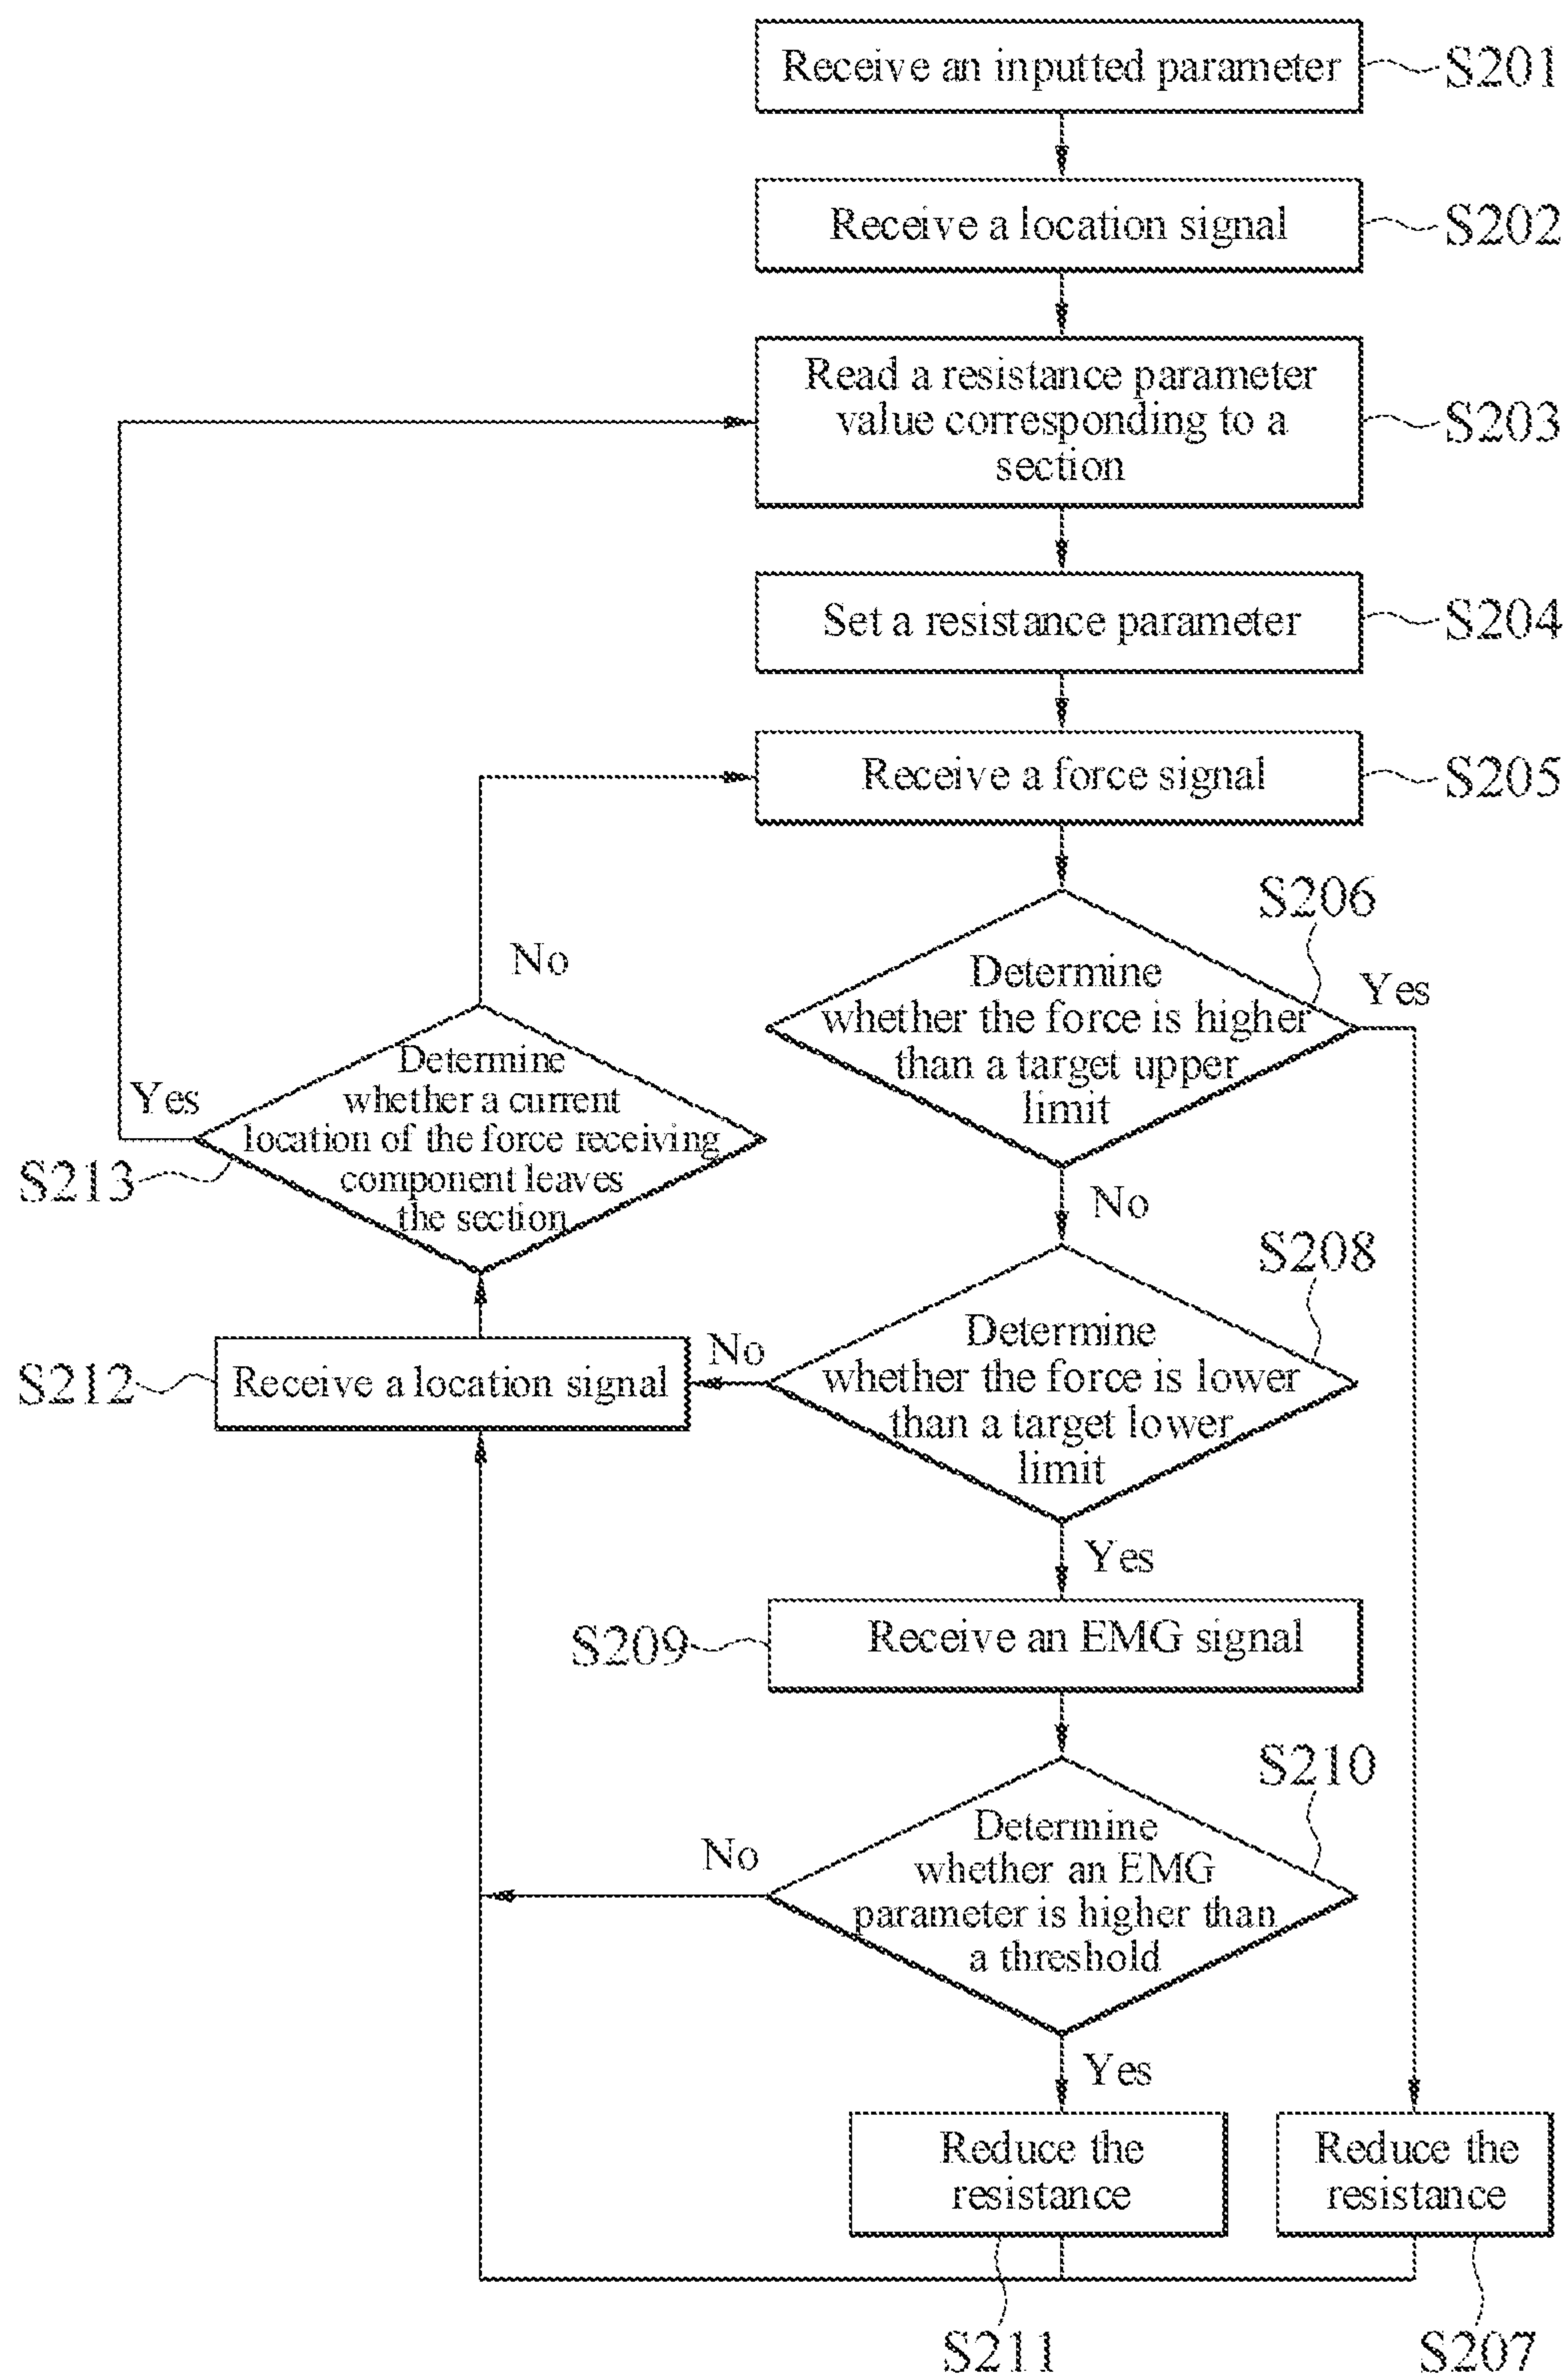 Receive an inputted parameter
S201
Receive a location signal
S202
Read a resistance parameter
value corresponding to a
section
S203
Set a resistance parameter
S204
Receive a force signal
S205
S206
Determine
whether the force is higher
than a target upper
limit
Yes
No
No
Determine
whether a current
location of the force receiving
component leaves
the section
Yes
S213
S208
Determine
whether the force is lower
than a target lower
limit
No
Receive a location signal
S212
Yes
Receive an EMG signal
S209
S210
Determine
whether an EMG
parameter is higher than
a threshold
No
Yes
Reduce the
resistance
Reduce the
resistance
S211
S207